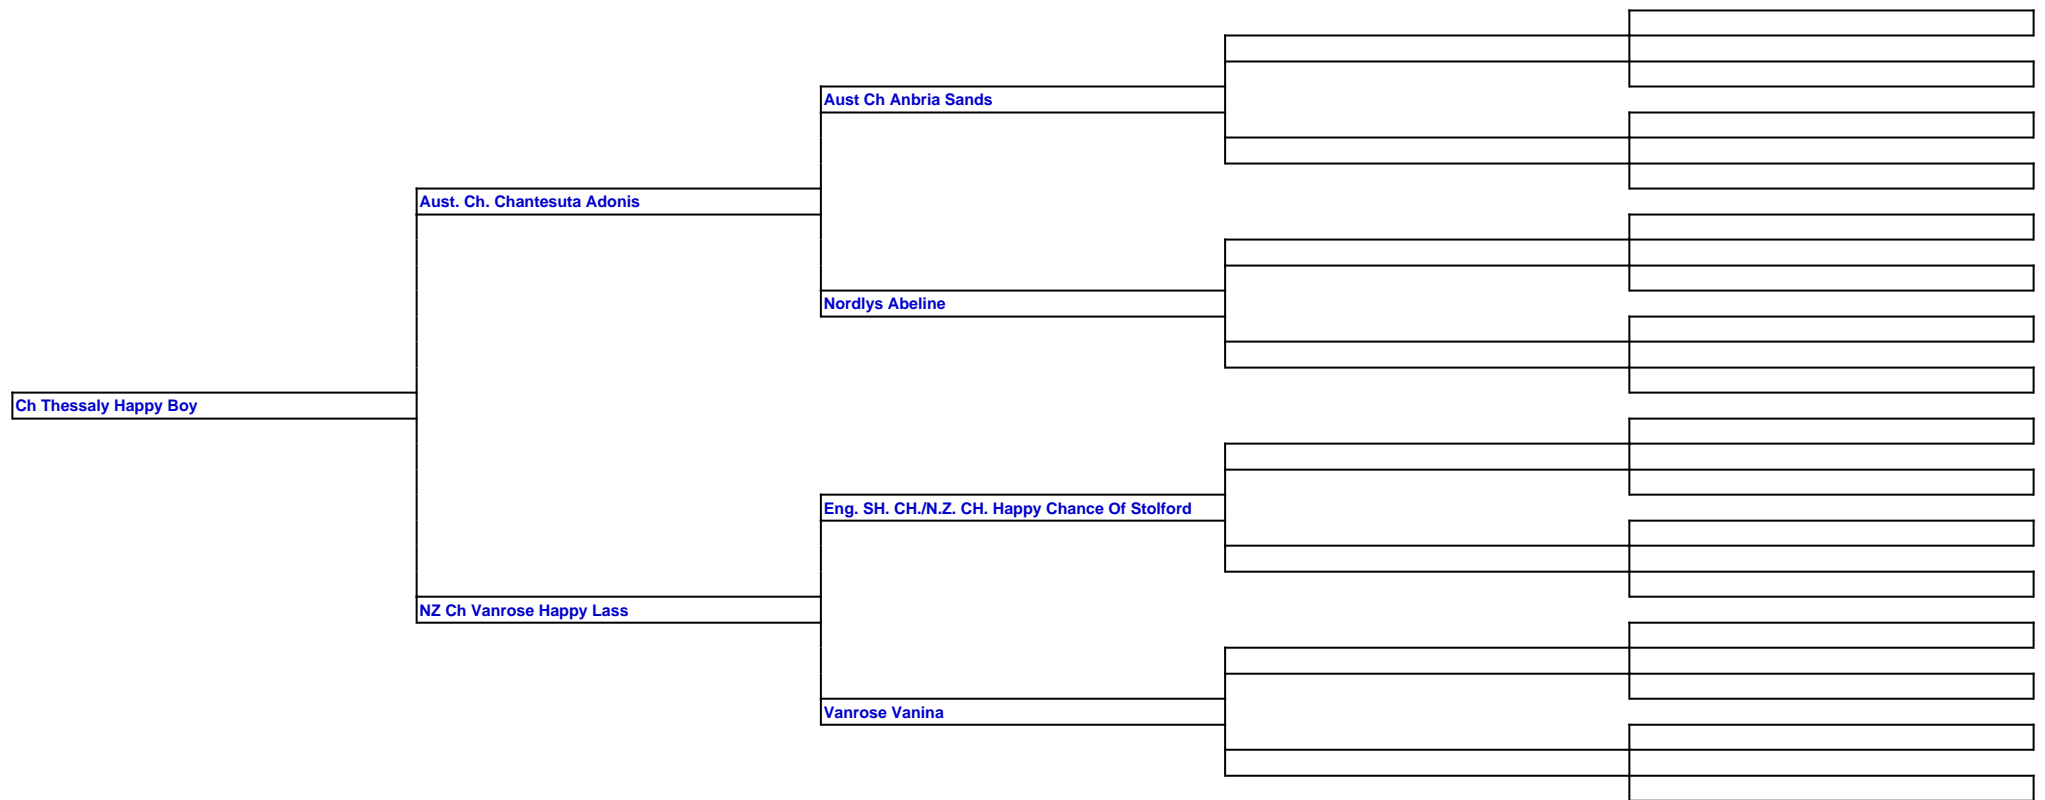 Aust Ch Anbria Sands
Aust. Ch. Chantesuta Adonis
Nordlys Abeline
Ch Thessaly Happy Boy
Eng. SH. CH./N.Z. CH. Happy Chance Of Stolford
NZ Ch Vanrose Happy Lass
Vanrose Vanina